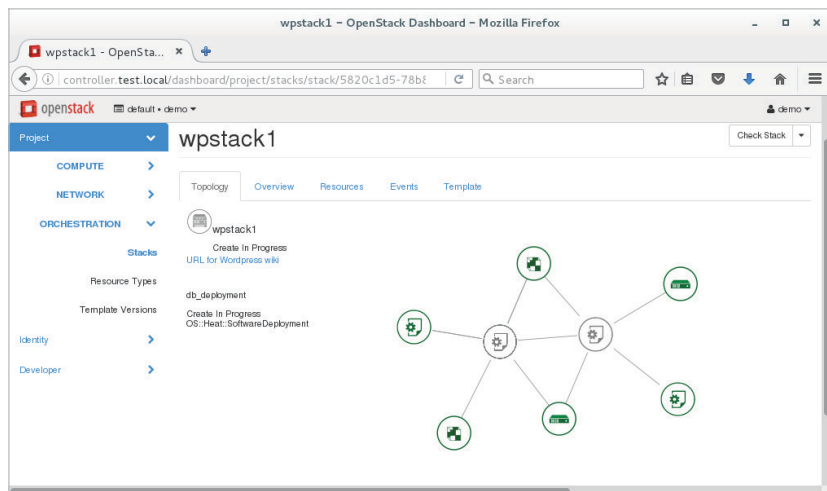 wpstack1 - OpenStack Dashboard - Mozilla Firefox
wpstack1 - OpenSta...
controller.test.local/dashboard/project/stacks/stack/5820c1d5-78b8
Search
openstack
default • demo
demo
Project
wpstack1
Check Stack
COMPUTE
NETWORK
ORCHESTRATION
Stacks
Resource Types
Template Versions
Identity
Developer
Topology Overview Resources Events Template
wpstack1
Create In Progress
URL for Wordpress wiki
db_deployment
Create In Progress
OS::Heat::SoftwareDeployment